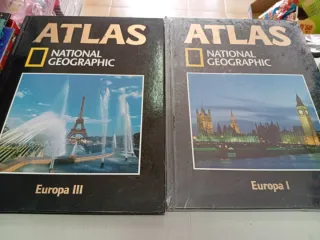 ATLAS
NATIONAL
GEOGRAPHIC
Europa III
ATLAS
NATIONAL
GEOGRAPHIC
Europa I